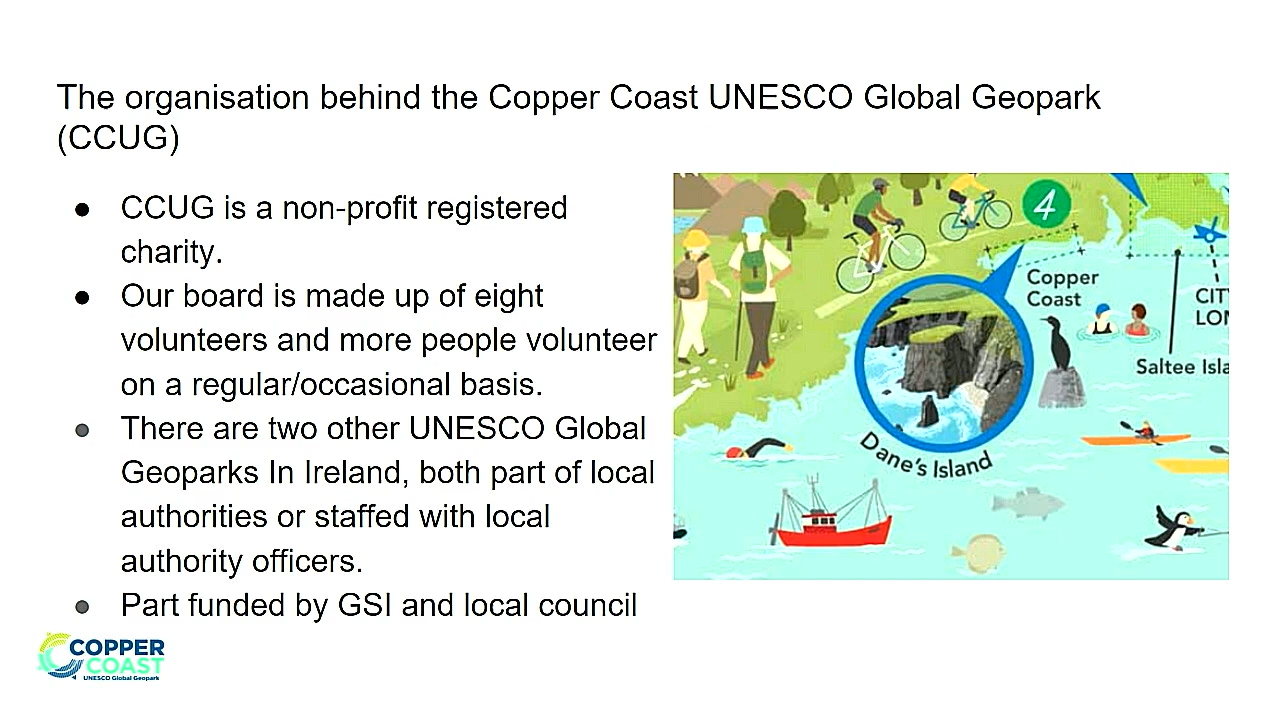 The organisation behind the Copper Coast UNESCO Global Geopark
(CCUG)
● CCUG is a non-profit registered
charity.
● Our board is made up of eight
volunteers and more people volunteer
on a regular/occasional basis.
● There are two other UNESCO Global
Geoparks In Ireland, both part of local
authorities or staffed with local
authority officers.
● Part funded by GSI and local council
4
Copper
Coast
CIT
LON
Saltee Isla
Dane's Island
COPPER
COAST
UNESCO Global Geopark